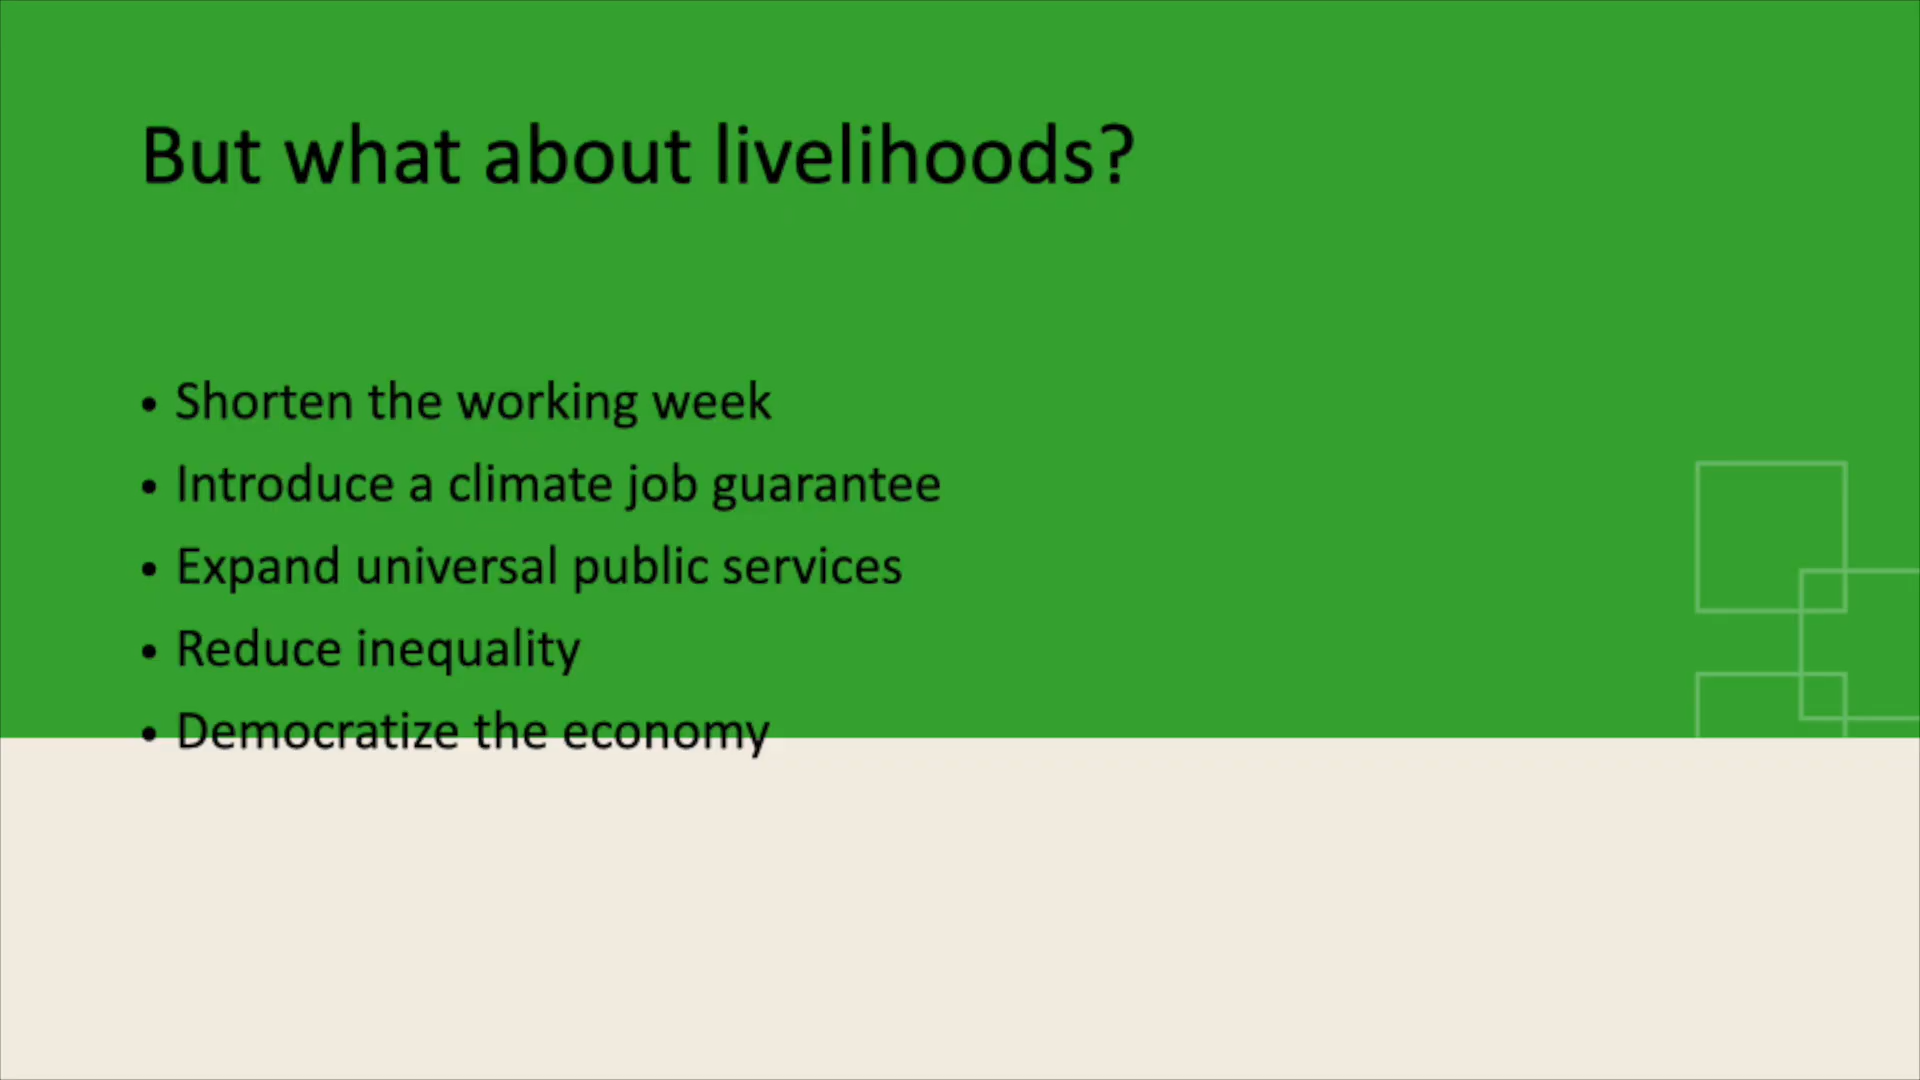 But what about livelihoods?
• Shorten the working week
• Introduce a climate job guarantee
• Expand universal public services
• Reduce inequality
• Democratize the economy